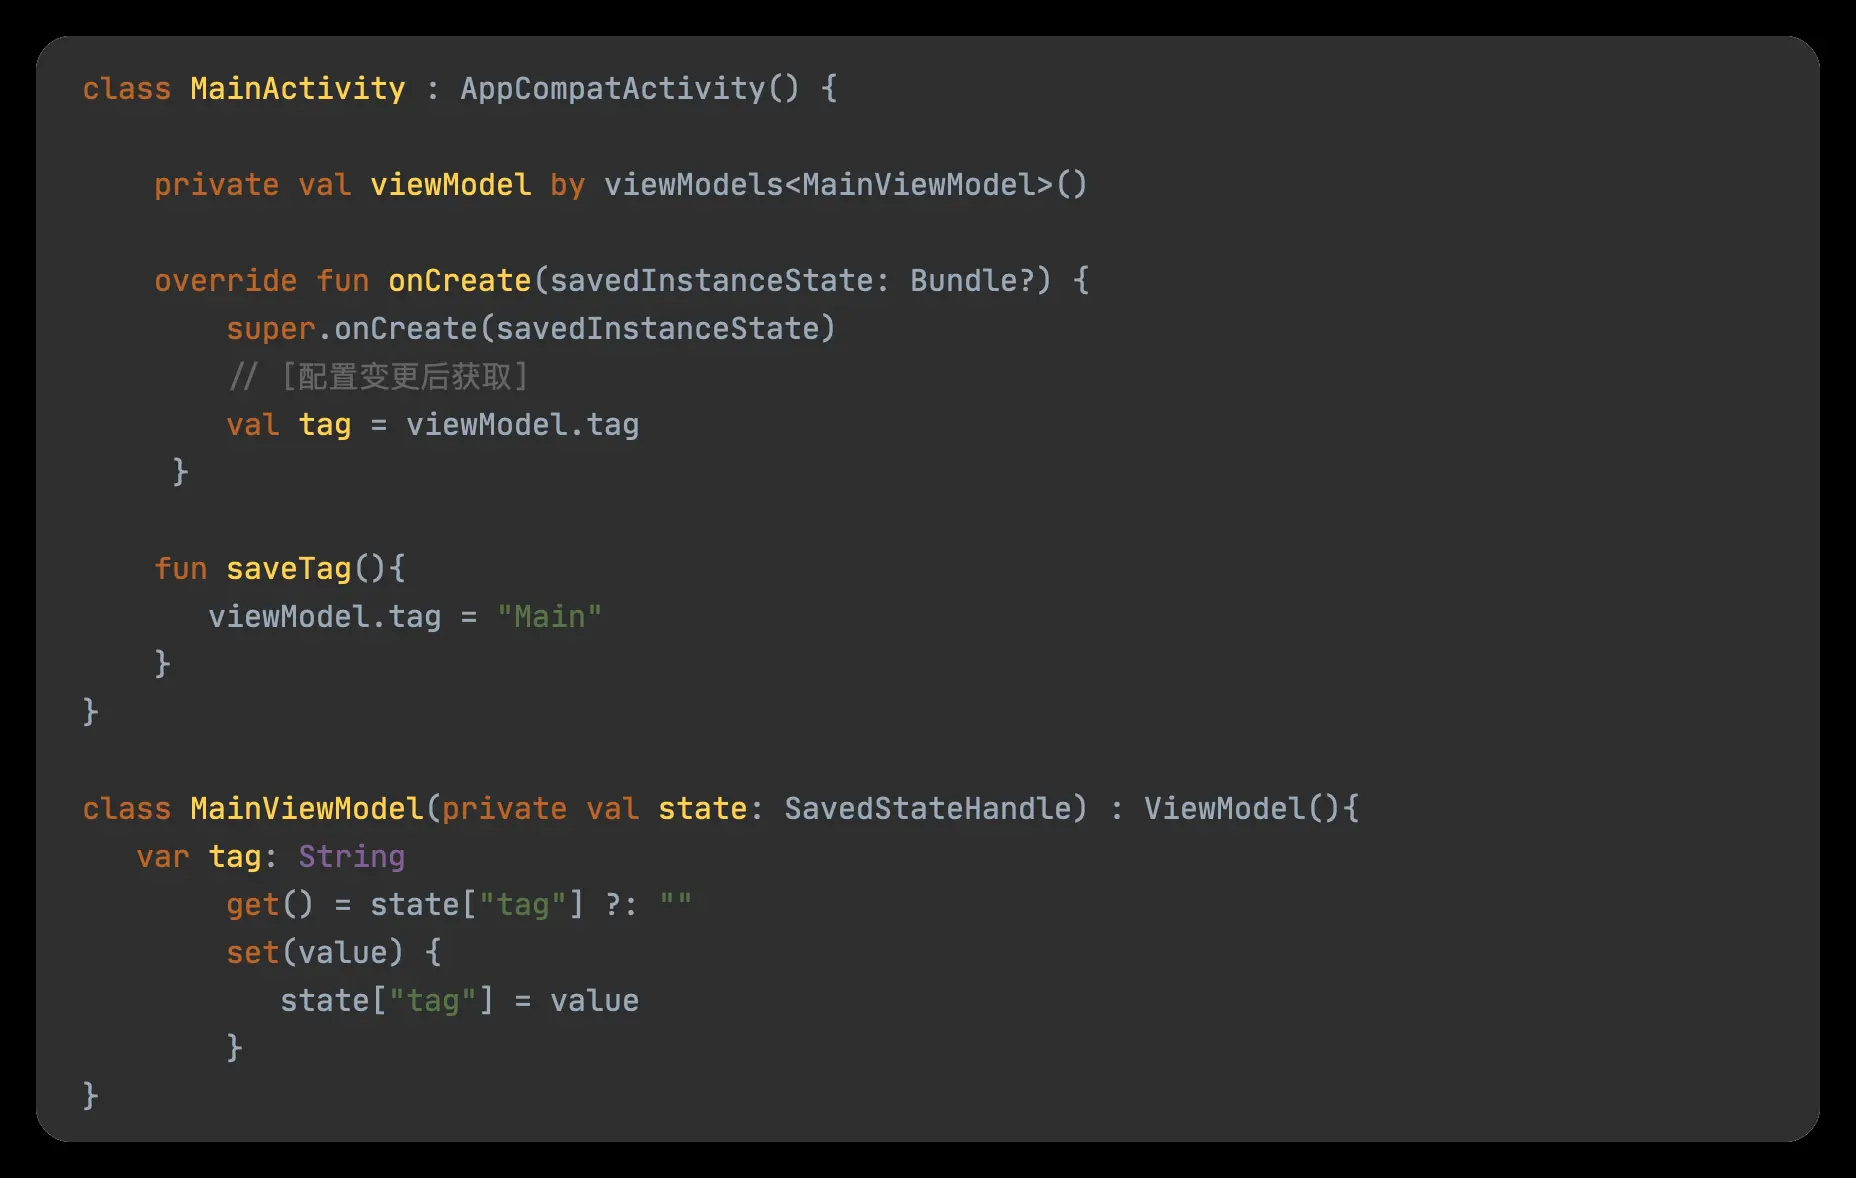 class MainActivity : AppCompatActivity() {
    private val viewModel by viewModels<MainViewModel>()
    override fun onCreate(savedInstanceState: Bundle?) {
        super.onCreate(savedInstanceState)
        // [配置变更后获取]
        val tag = viewModel.tag
     }
    fun saveTag(){
       viewModel.tag = "Main"
    }
}
class MainViewModel(private val state: SavedStateHandle) : ViewModel(){
   var tag: String
        get() = state["tag"] ?: ""
        set(value) {
           state["tag"] = value
        }
}